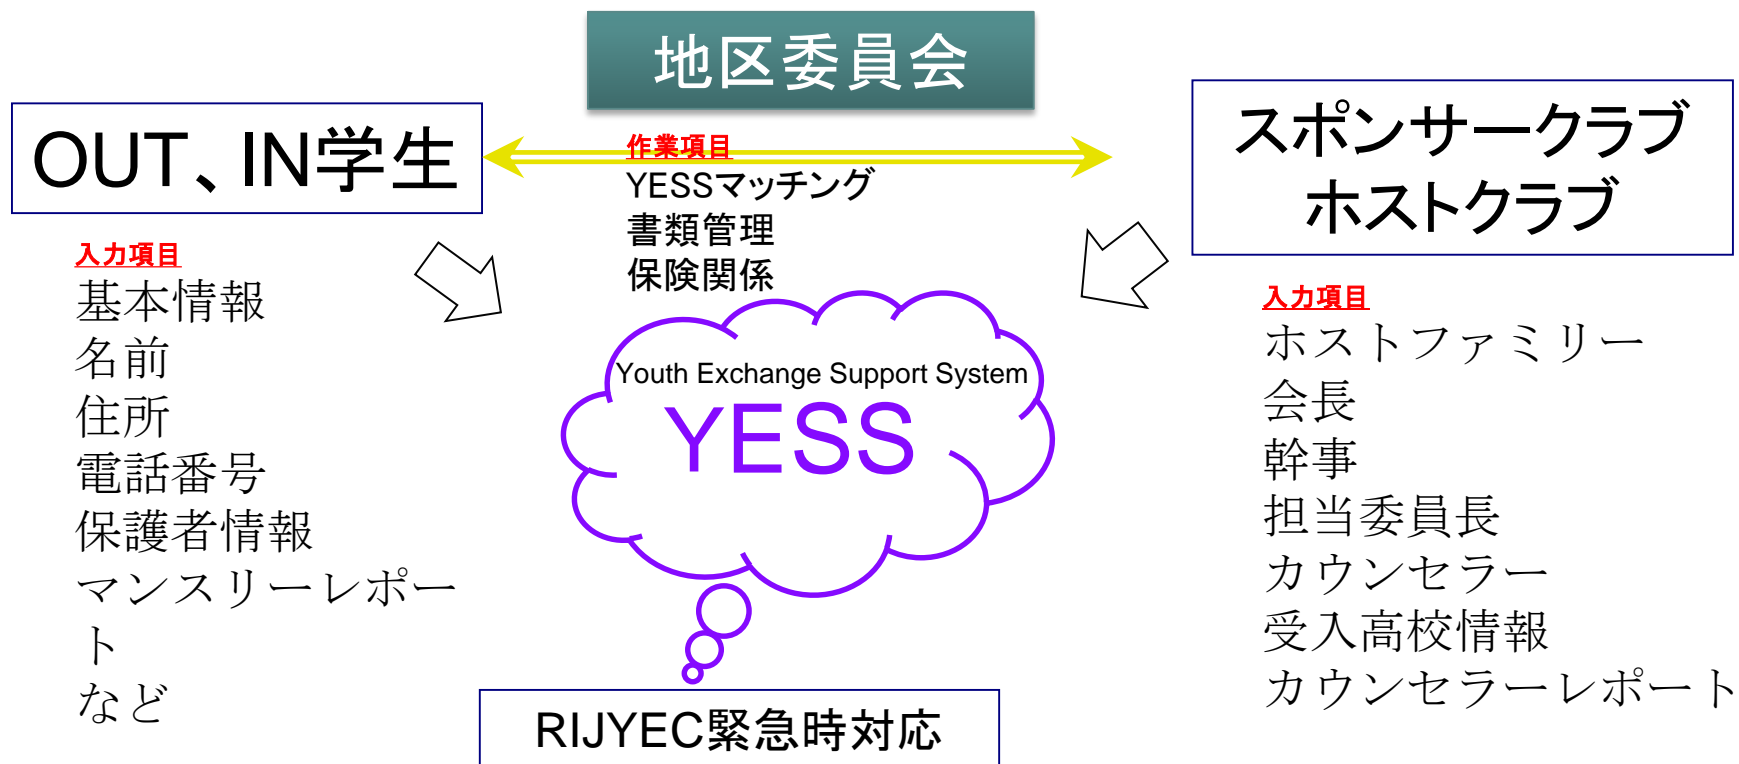 地区委員会
OUT、IN学生
スポンサークラブ
ホストクラブ
作業項目
YESSマッチング
書類管理
保険関係
入力項目
基本情報
名前
住所
電話番号
保護者情報
マンスリーレポー
ト
など
入力項目
ホストファミリー
会長
幹事
担当委員長
カウンセラー
受入高校情報
カウンセラーレポート
Youth Exchange Support System
YESS
RIJYEC緊急時対応